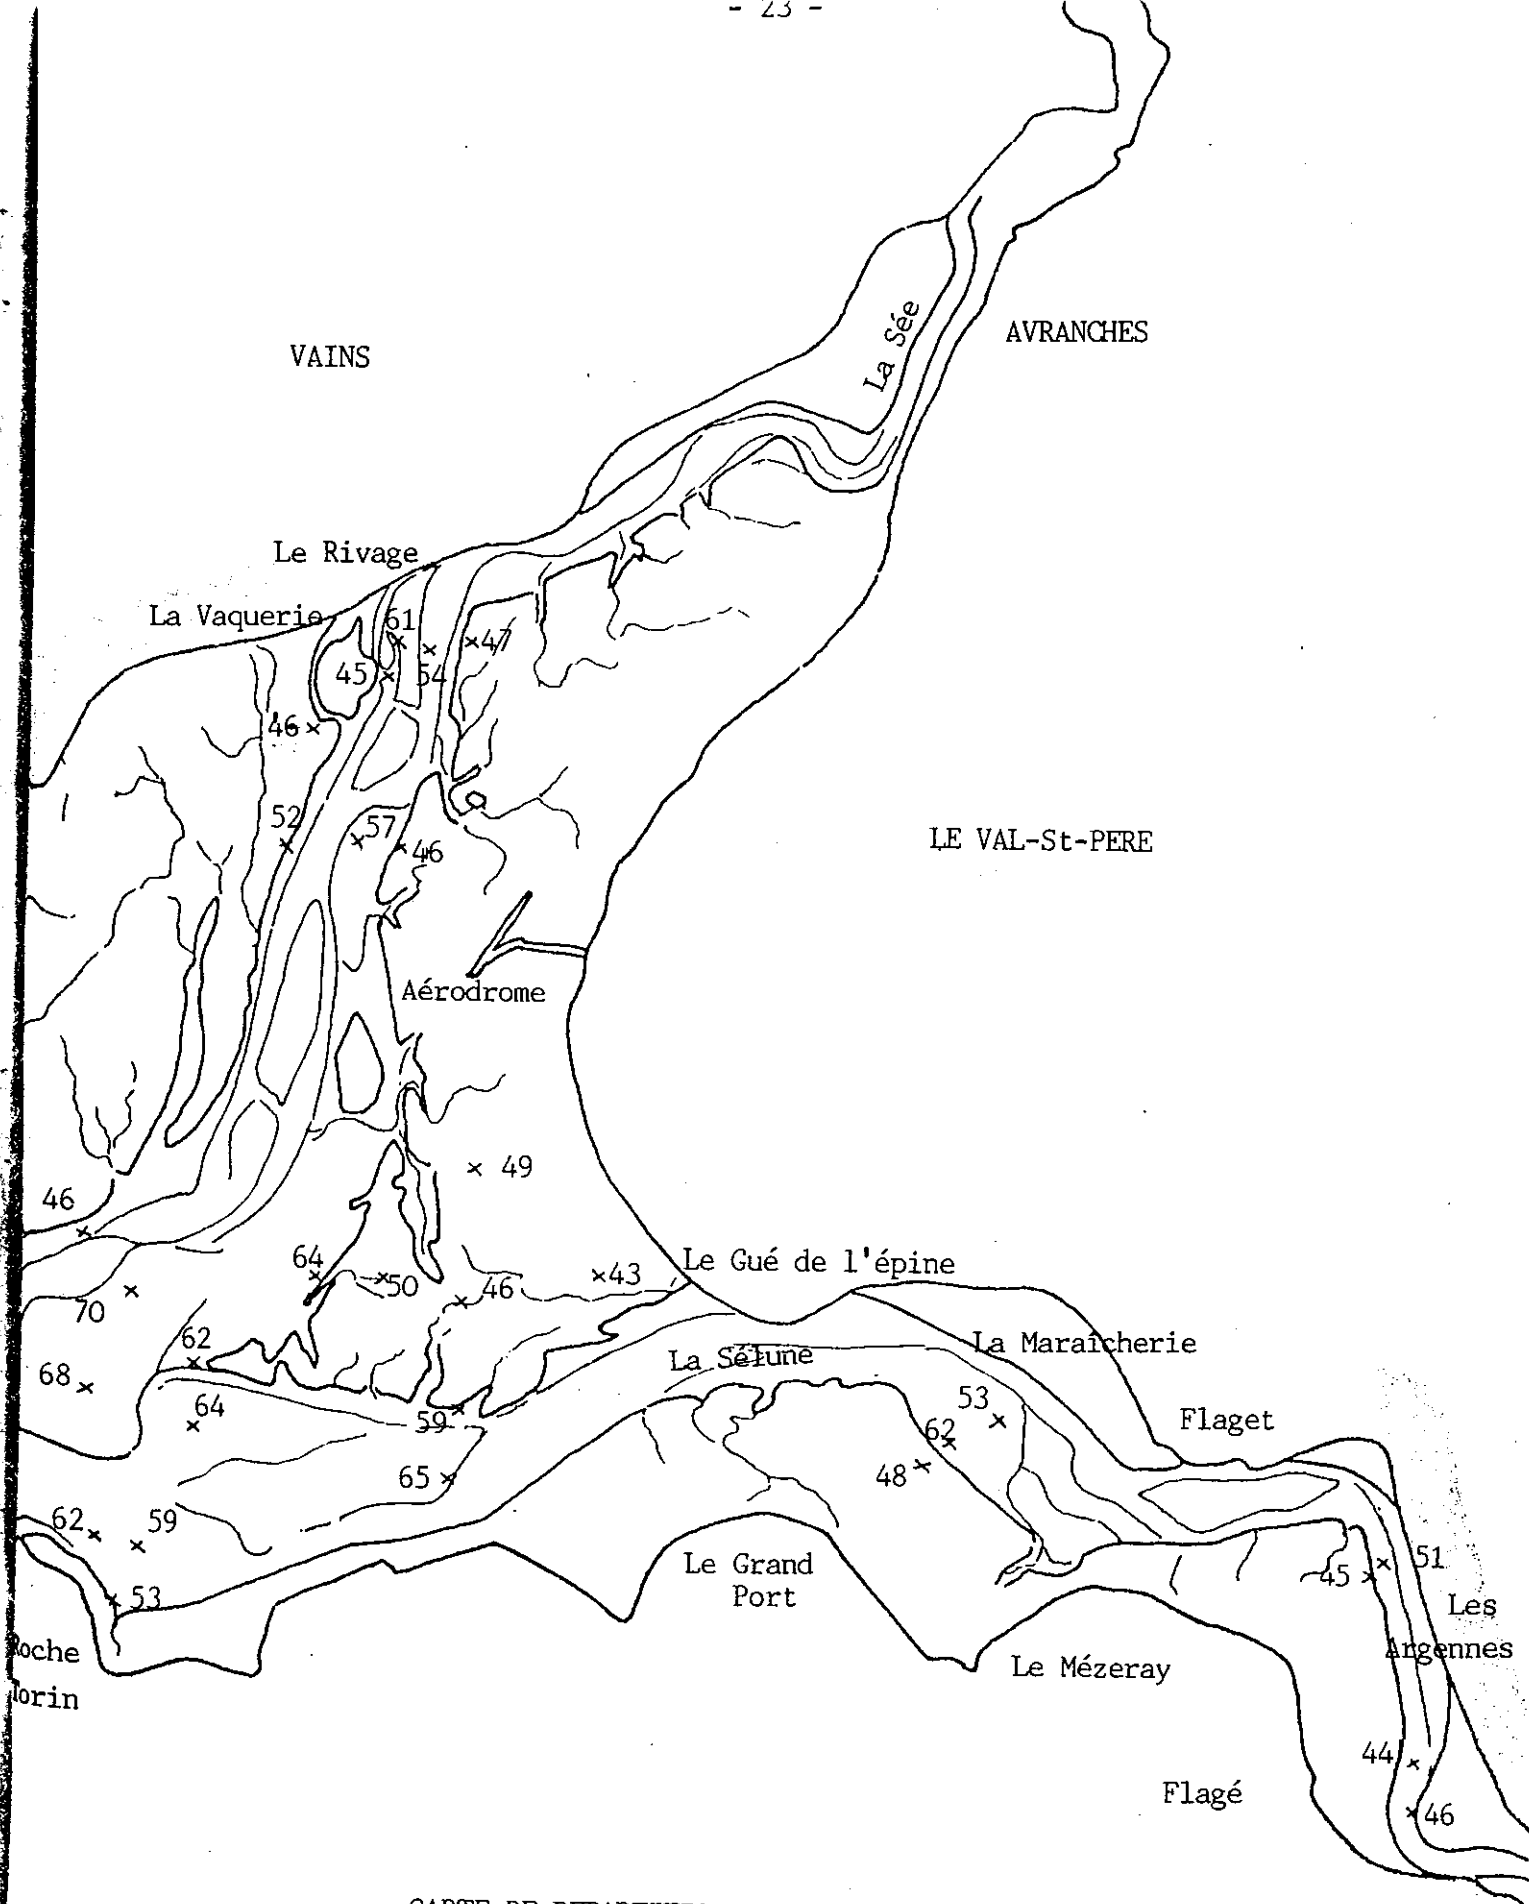 - 23 -
La Sée
AVRANCHES
VAINS
Le Rivage
La Vaquerie
61
47
45
54
46
52
57
46
LE VAL-St-PERE
Aérodrome
49
46
64
50
46
43
Le Gué de l'épine
70
62
La Maraîcherie
68
La Sélune
64
59
53
62
Flaget
65
48
62
59
Le Grand
Port
45
51
53
Les
Argennes
Roche
Torin
Le Mézeray
44
Flagé
46
CARTE DE